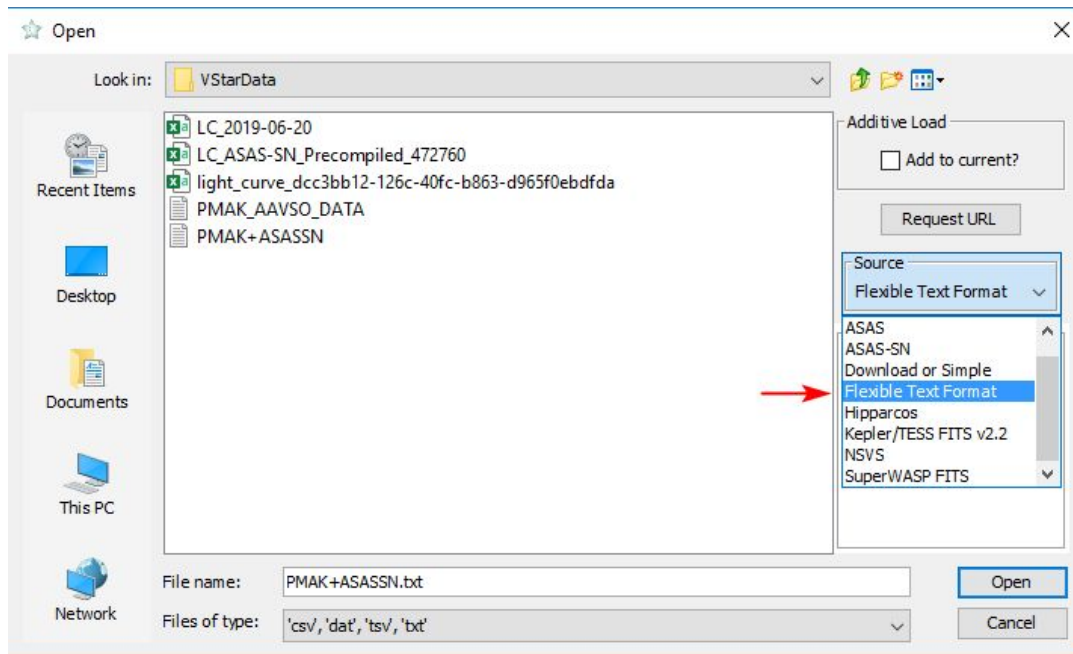 Open
Look in:
VStarData
LC_2019-06-20
LC_ASAS-SN_Precompiled_472760
light_curve_dcc3bb12-126c-40fc-b863-d965f0ebdfda
PMAK_AAVSO_DATA
PMAK+ASASSN
Recent Items
Desktop
Documents
This PC
Network
Additive Load
Add to current?
Request URL
Source
Flexible Text Format
ASAS
ASAS-SN
Download or Simple
Flexible Text Format
Hipparcos
Kepler/TESS FITS v2.2
NSVS
SuperWASP FITS
File name:
PMAK+ASASSN.txt
Open
Files of type:
'csv', 'dat', 'tsv', 'txt'
Cancel